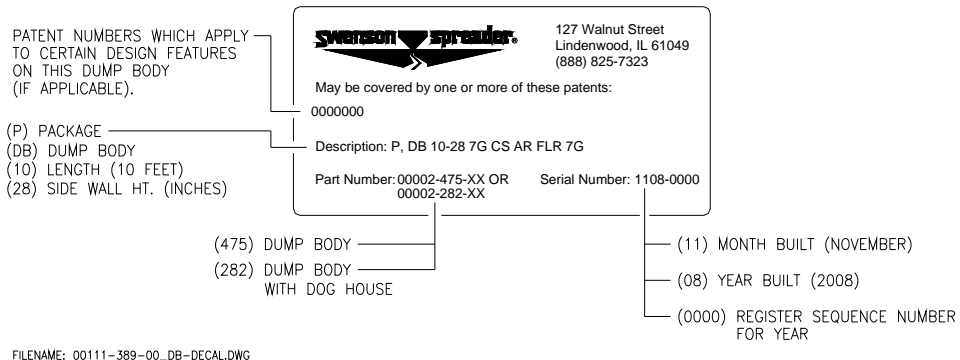 PATENT NUMBERS WHICH APPLY
TO CERTAIN DESIGN FEATURES
ON THIS DUMP BODY
(IF APPLICABLE).
(P) PACKAGE
(DB) DUMP BODY
(10) LENGTH (10 FEET)
(28) SIDE WALL HT. (INCHES)
swenson spreader®
127 Walnut Street
Lindenwood, IL 61049
(888) 825-7323
May be covered by one or more of these patents:
0000000
Description: P, DB 10-28 7G CS AR FLR 7G
Part Number: 00002-475-XX OR
00002-282-XX
Serial Number: 1108-0000
(475) DUMP BODY
(282) DUMP BODY
WITH DOG HOUSE
(11) MONTH BUILT (NOVEMBER)
(08) YEAR BUILT (2008)
(0000) REGISTER SEQUENCE NUMBER
FOR YEAR
FILENAME: 00111-389-00_DB-DECAL.DWG